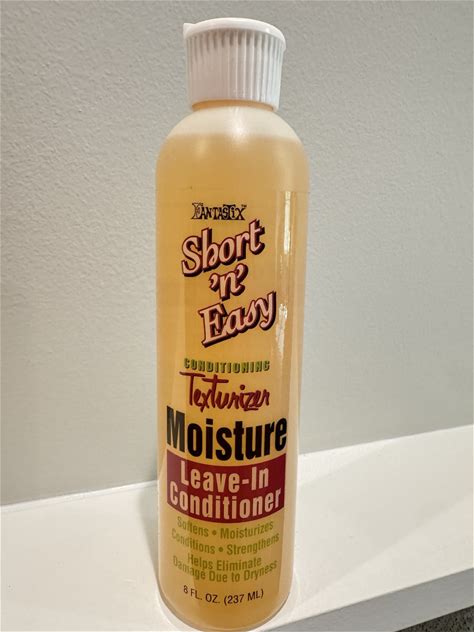 FANTASTIX™
Short
'n'
Easy
CONDITIONING
Texturizer
Moisture
Leave-In
Conditioner
Softens • Moisturizes
Conditions • Strengthens
Helps Eliminate
Damage Due to Dryness
8 FL. OZ. (237 ML)